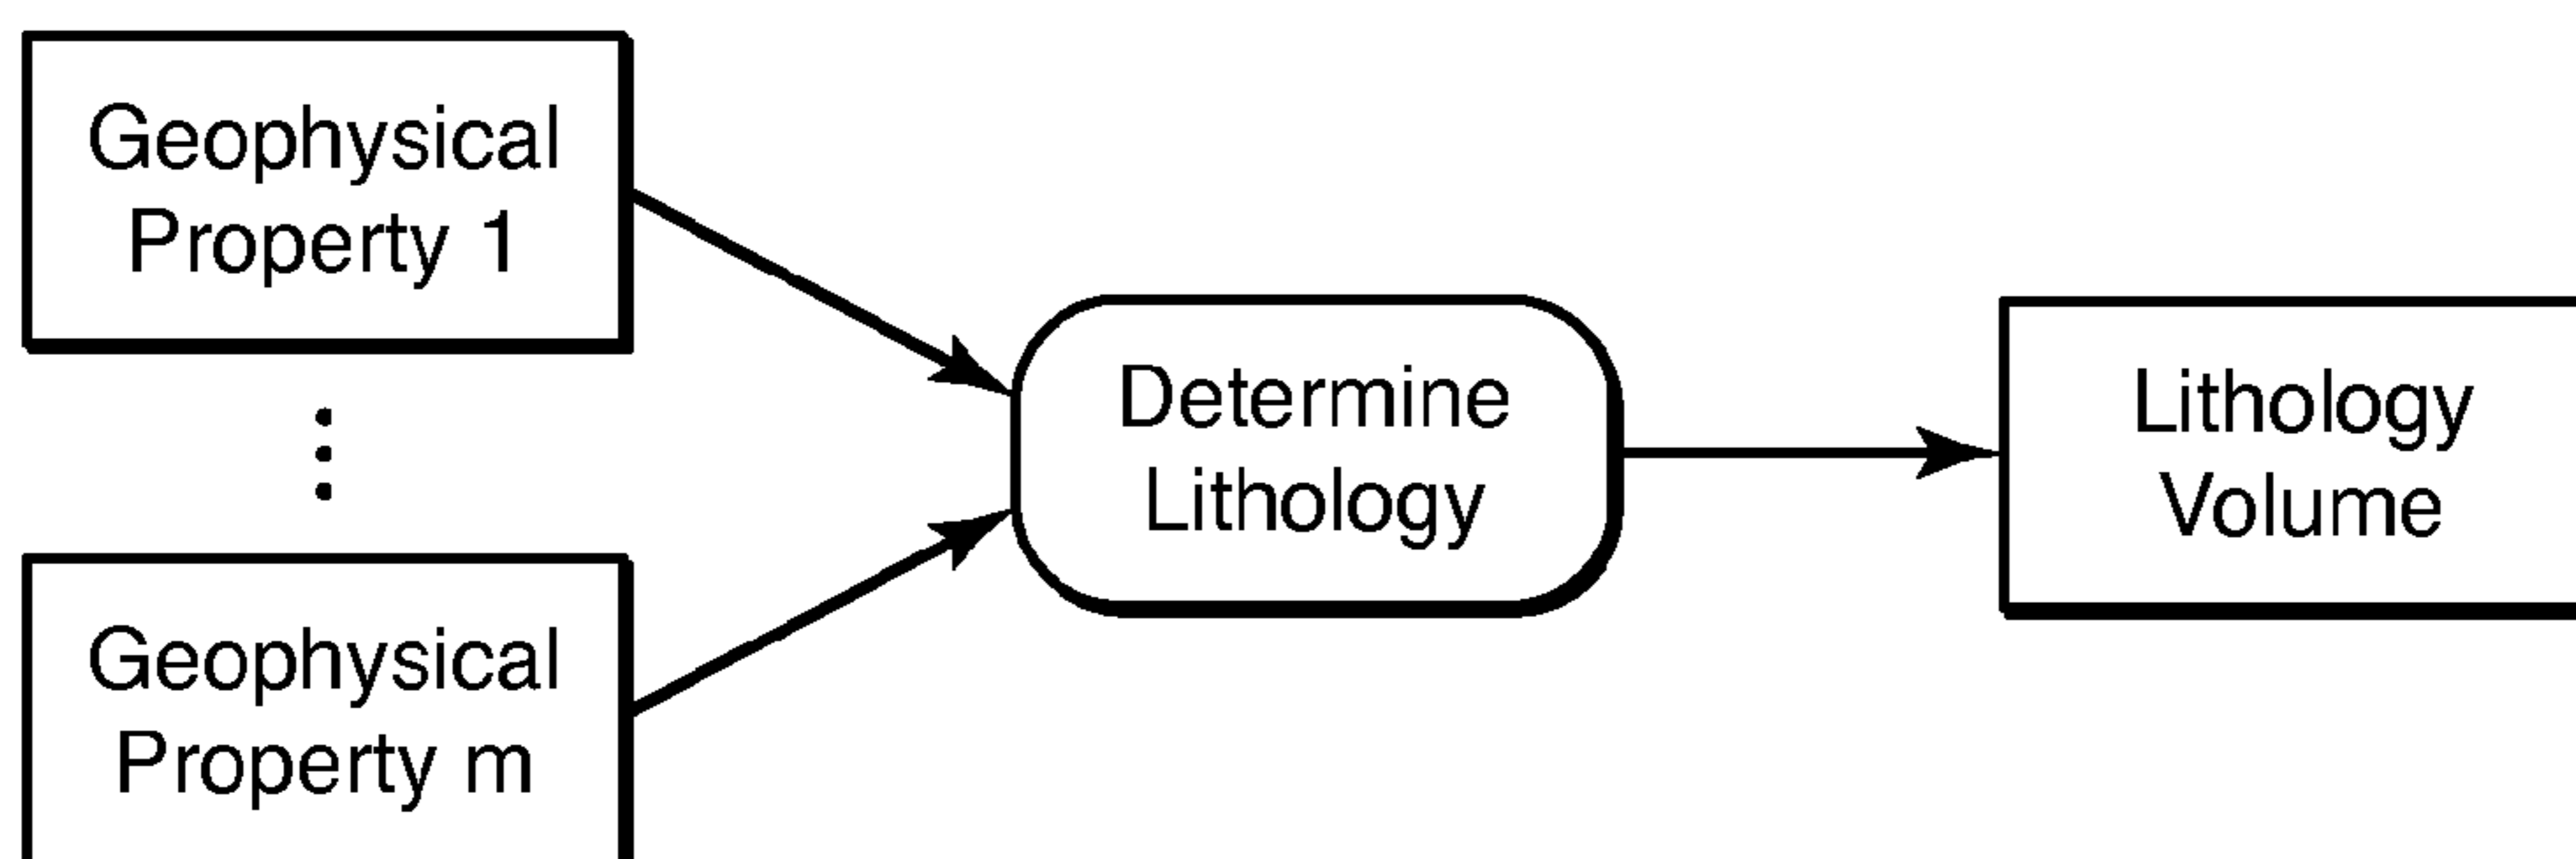 Geophysical
Property 1
Geophysical
Property m
Determine
Lithology
Lithology
Volume